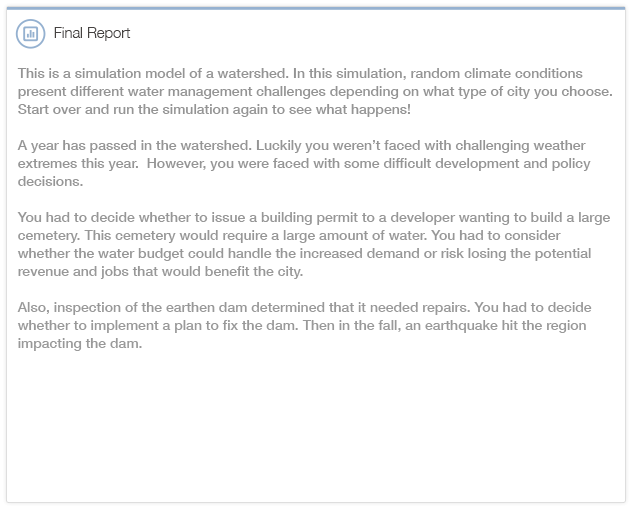 Final Report
This is a simulation model of a watershed. In this simulation, random climate conditions
present different water management challenges depending on what type of city you choose.
Start over and run the simulation again to see what happens!
A year has passed in the watershed. Luckily you weren't faced with challenging weather
extremes this year.  However, you were faced with some difficult development and policy
decisions.
You had to decide whether to issue a building permit to a developer wanting to build a large
cemetery. This cemetery would require a large amount of water. You had to consider
whether the water budget could handle the increased demand or risk losing the potential
revenue and jobs that would benefit the city.
Also, inspection of the earthen dam determined that it needed repairs. You had to decide
whether to implement a plan to fix the dam. Then in the fall, an earthquake hit the region
impacting the dam.